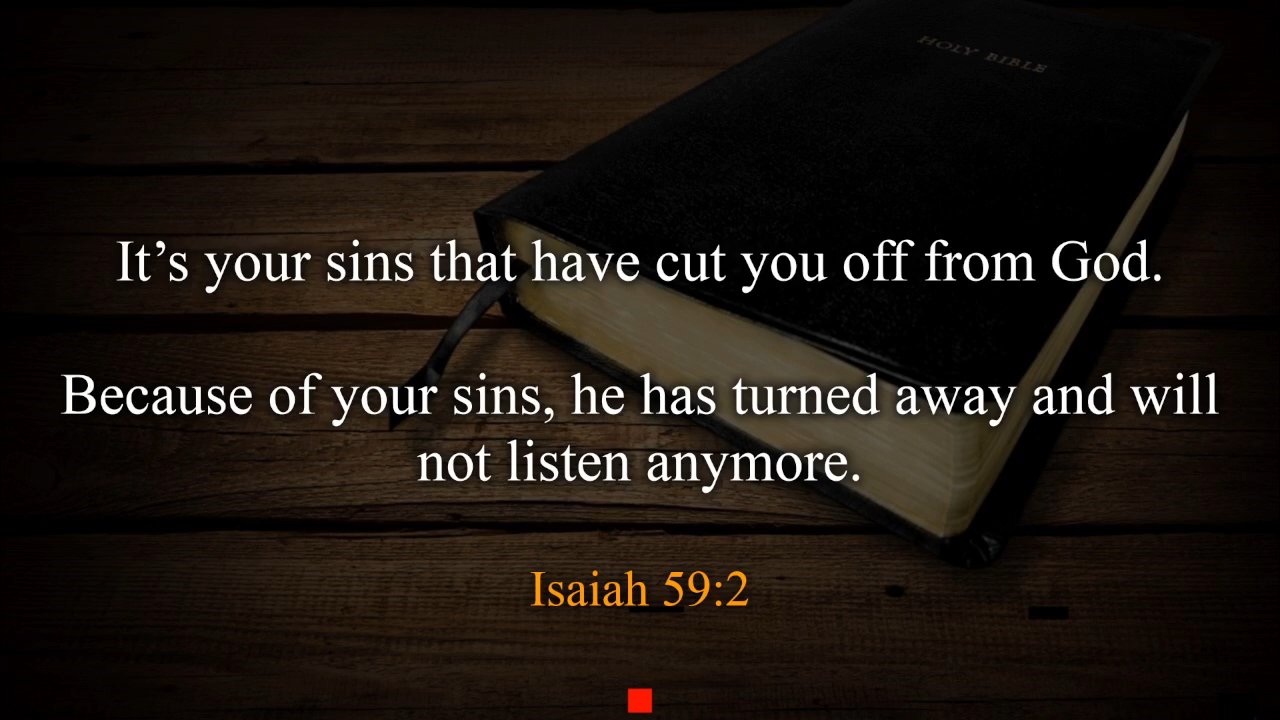 HOLY BIBLE
It’s your sins that have cut you off from God.
Because of your sins, he has turned away and will
not listen anymore.
Isaiah 59:2